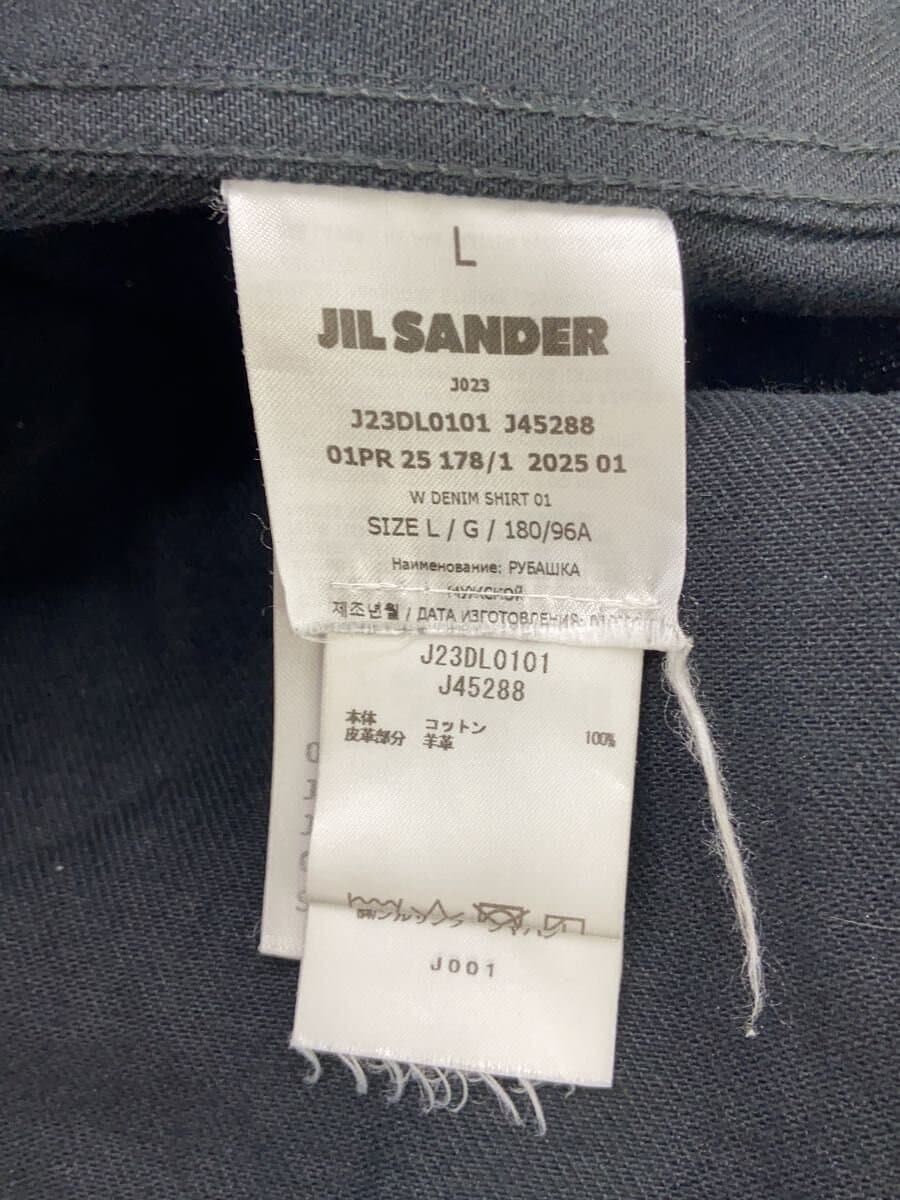 L
JIL SANDER
J023
J23DL0101 J45288
01PR 25 178/1 2025 01
W DENIM SHIRT 01
SIZE L / G / 180/96A
Наименование: РУБАШКА
МУЖСКОЙ
제조년월 / ДАТА ИЗГОТОВЛЕНИЯ:
J23DL0101
J45288
本体 コットン
皮革部分 羊革 100%
J001